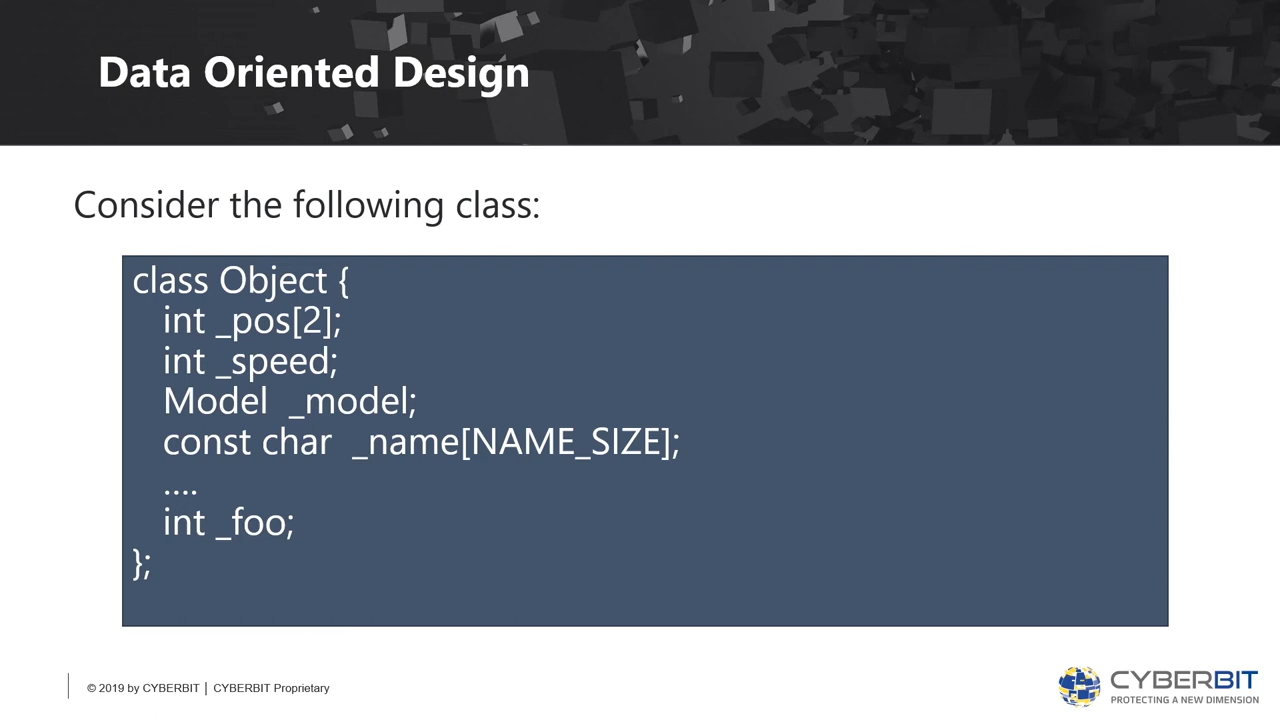 Data Oriented Design
Consider the following class:
class Object {
int _pos[2];
int _speed;
Model _model;
const char _name[NAME_SIZE];
....
int _foo;
};
© 2019 by CYBERBIT | CYBERBIT Proprietary
CYBERBIT
PROTECTING A NEW DIMENSION